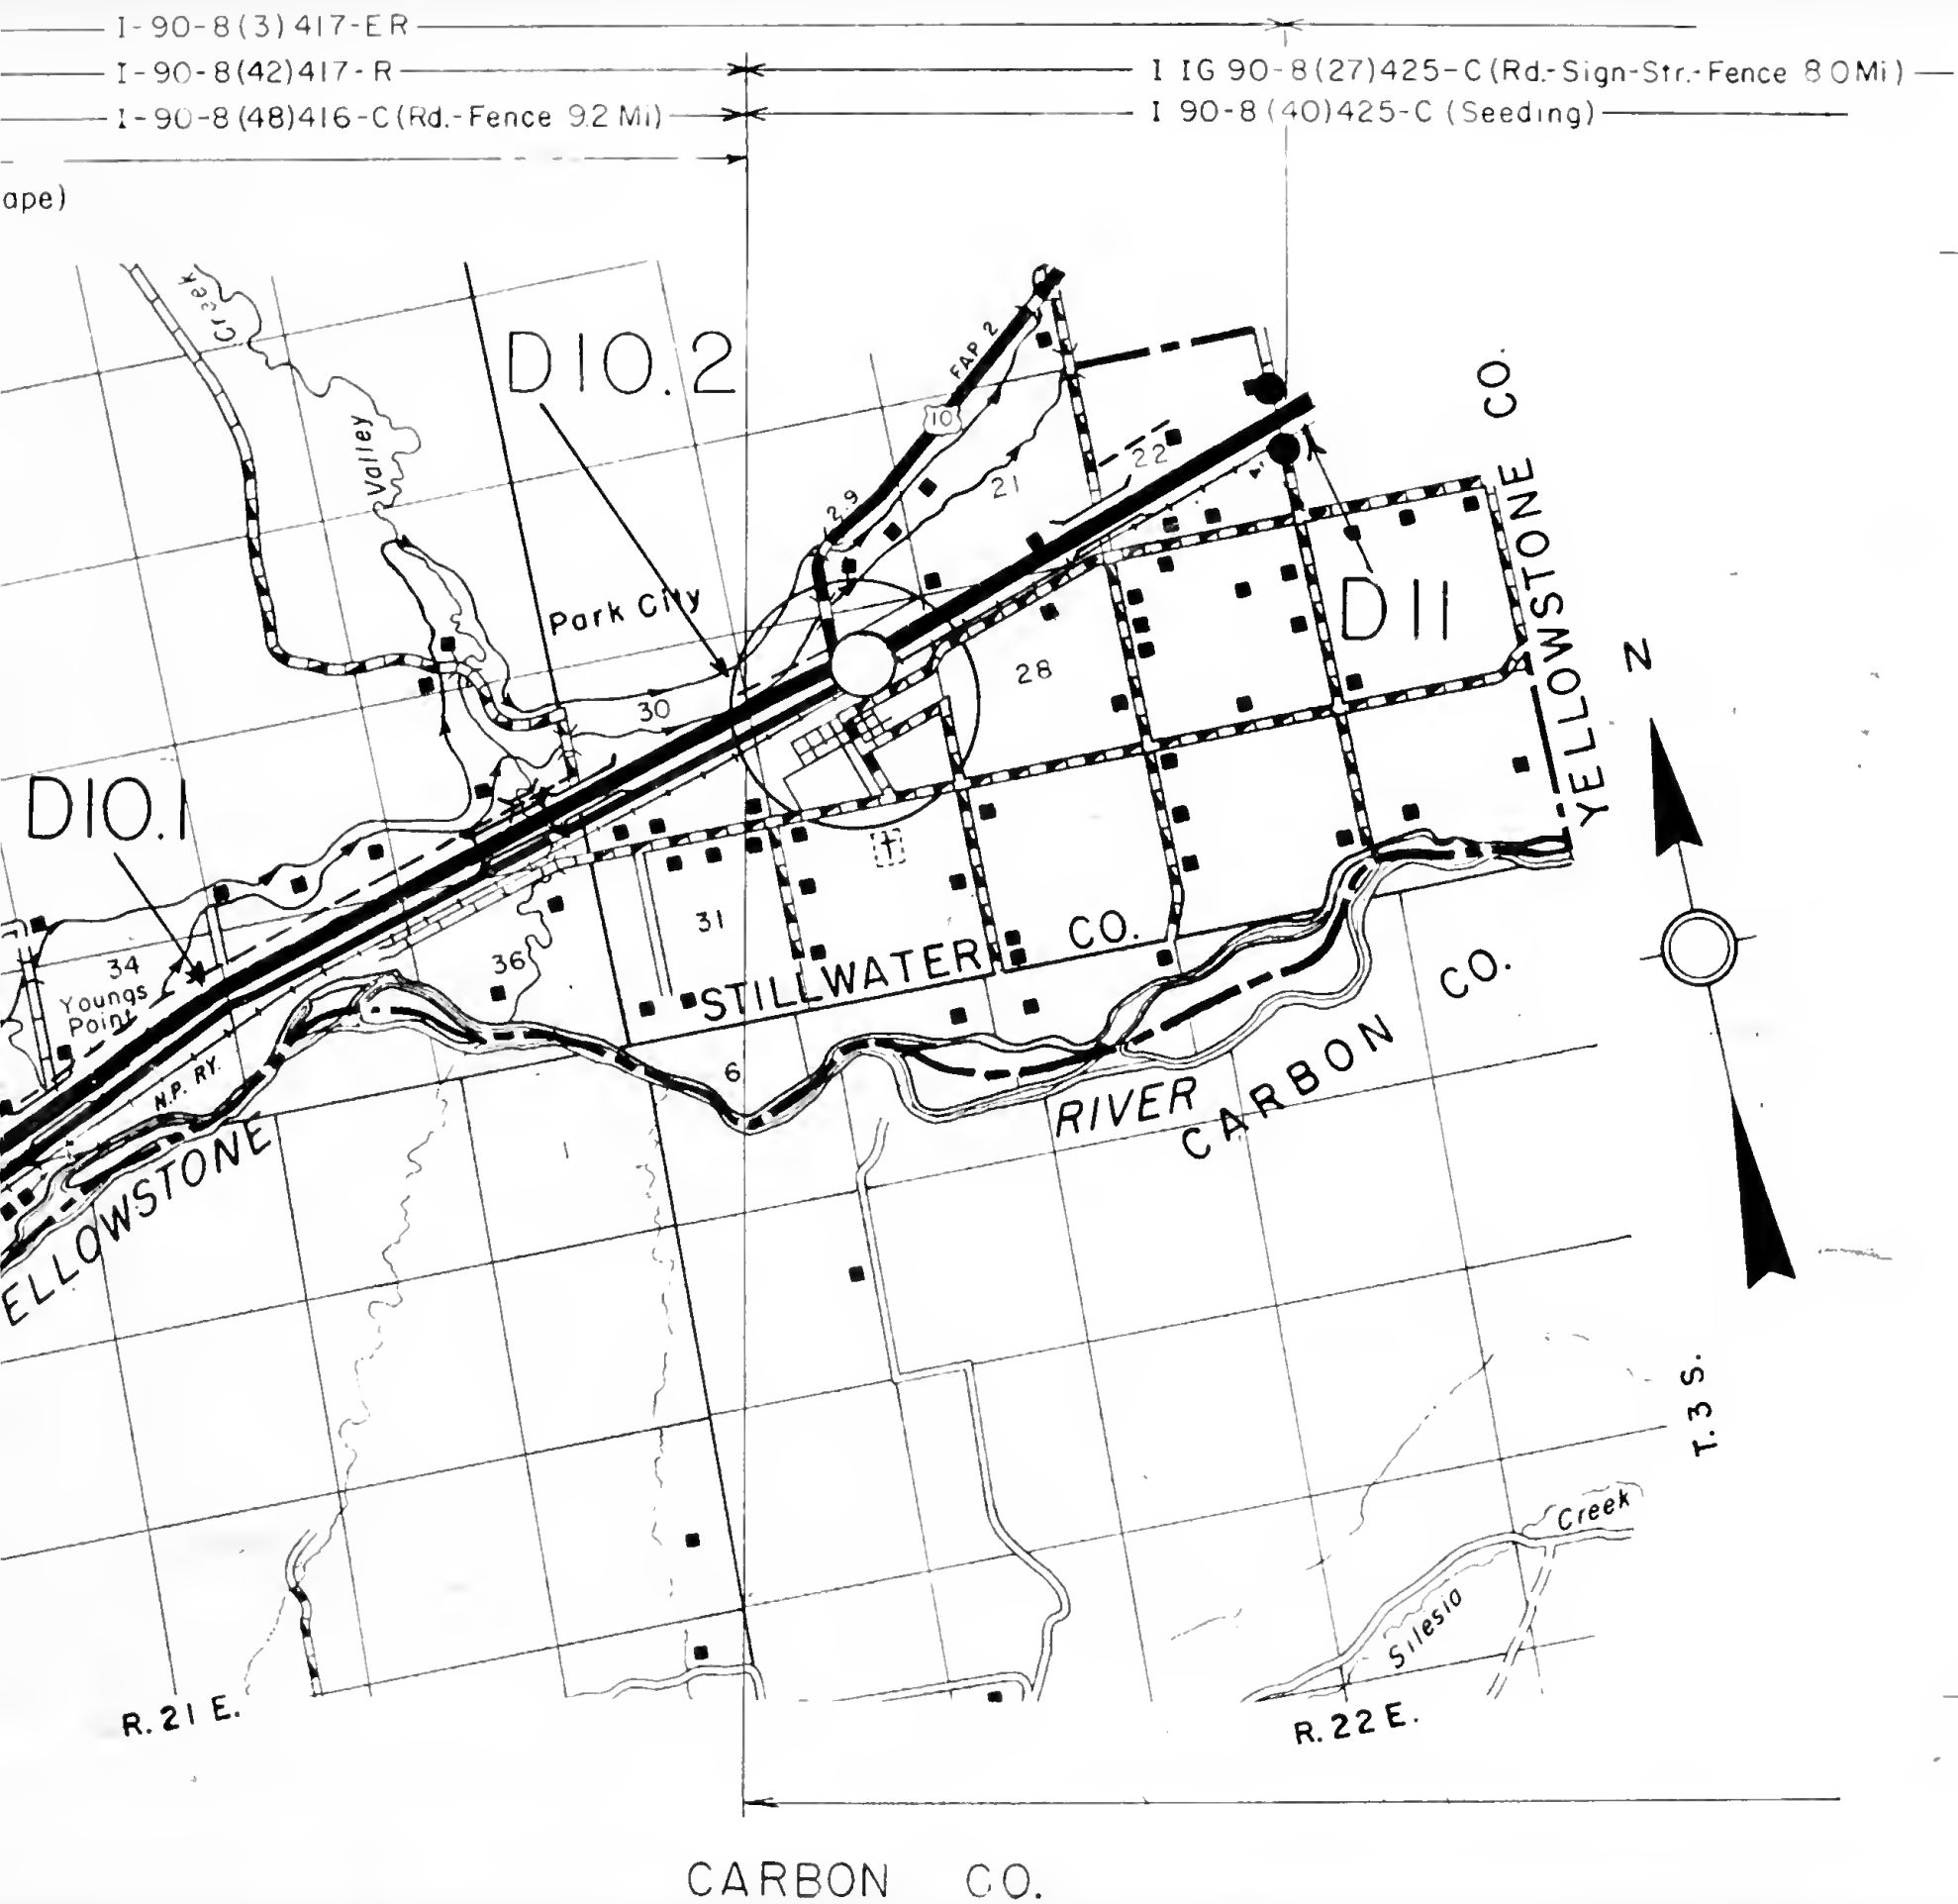 I-90-8(3)417-ER
I-90-8(42)417-R
I IG 90-8(27)425-C (Rd.-Sign-Str.-Fence 8 0 Mi)
I-90-8(48)416-C (Rd.-Fence 9.2 Mi)
I 90-8(40)425-C (Seeding)
ape)
Creek
Valley
D10.2
FAP 2
10
2.9
21
22
YELLOWSTONE CO.
Park City
D11
28
30
N
D10.1
34
Youngs
Point
36
31
STILLWATER CO.
N.P. RY.
6
ELLOWSTONE
RIVER
CARBON CO.
1
T. 3 S.
Creek
Silesia
R. 21 E.
R. 22 E.
CARBON CO.